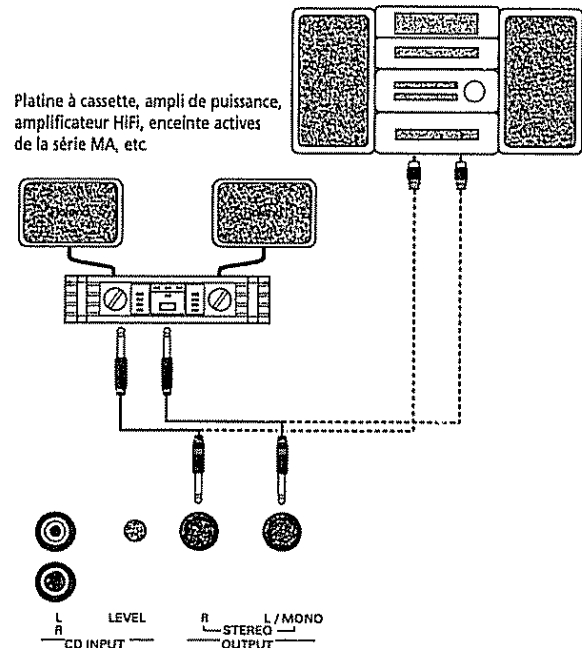 Platine à cassette, ampli de puissance,
amplificateur HiFi, enceinte actives
de la série MA, etc
L LEVEL R L / MONO
R STEREO
CD INPUT OUTPUT